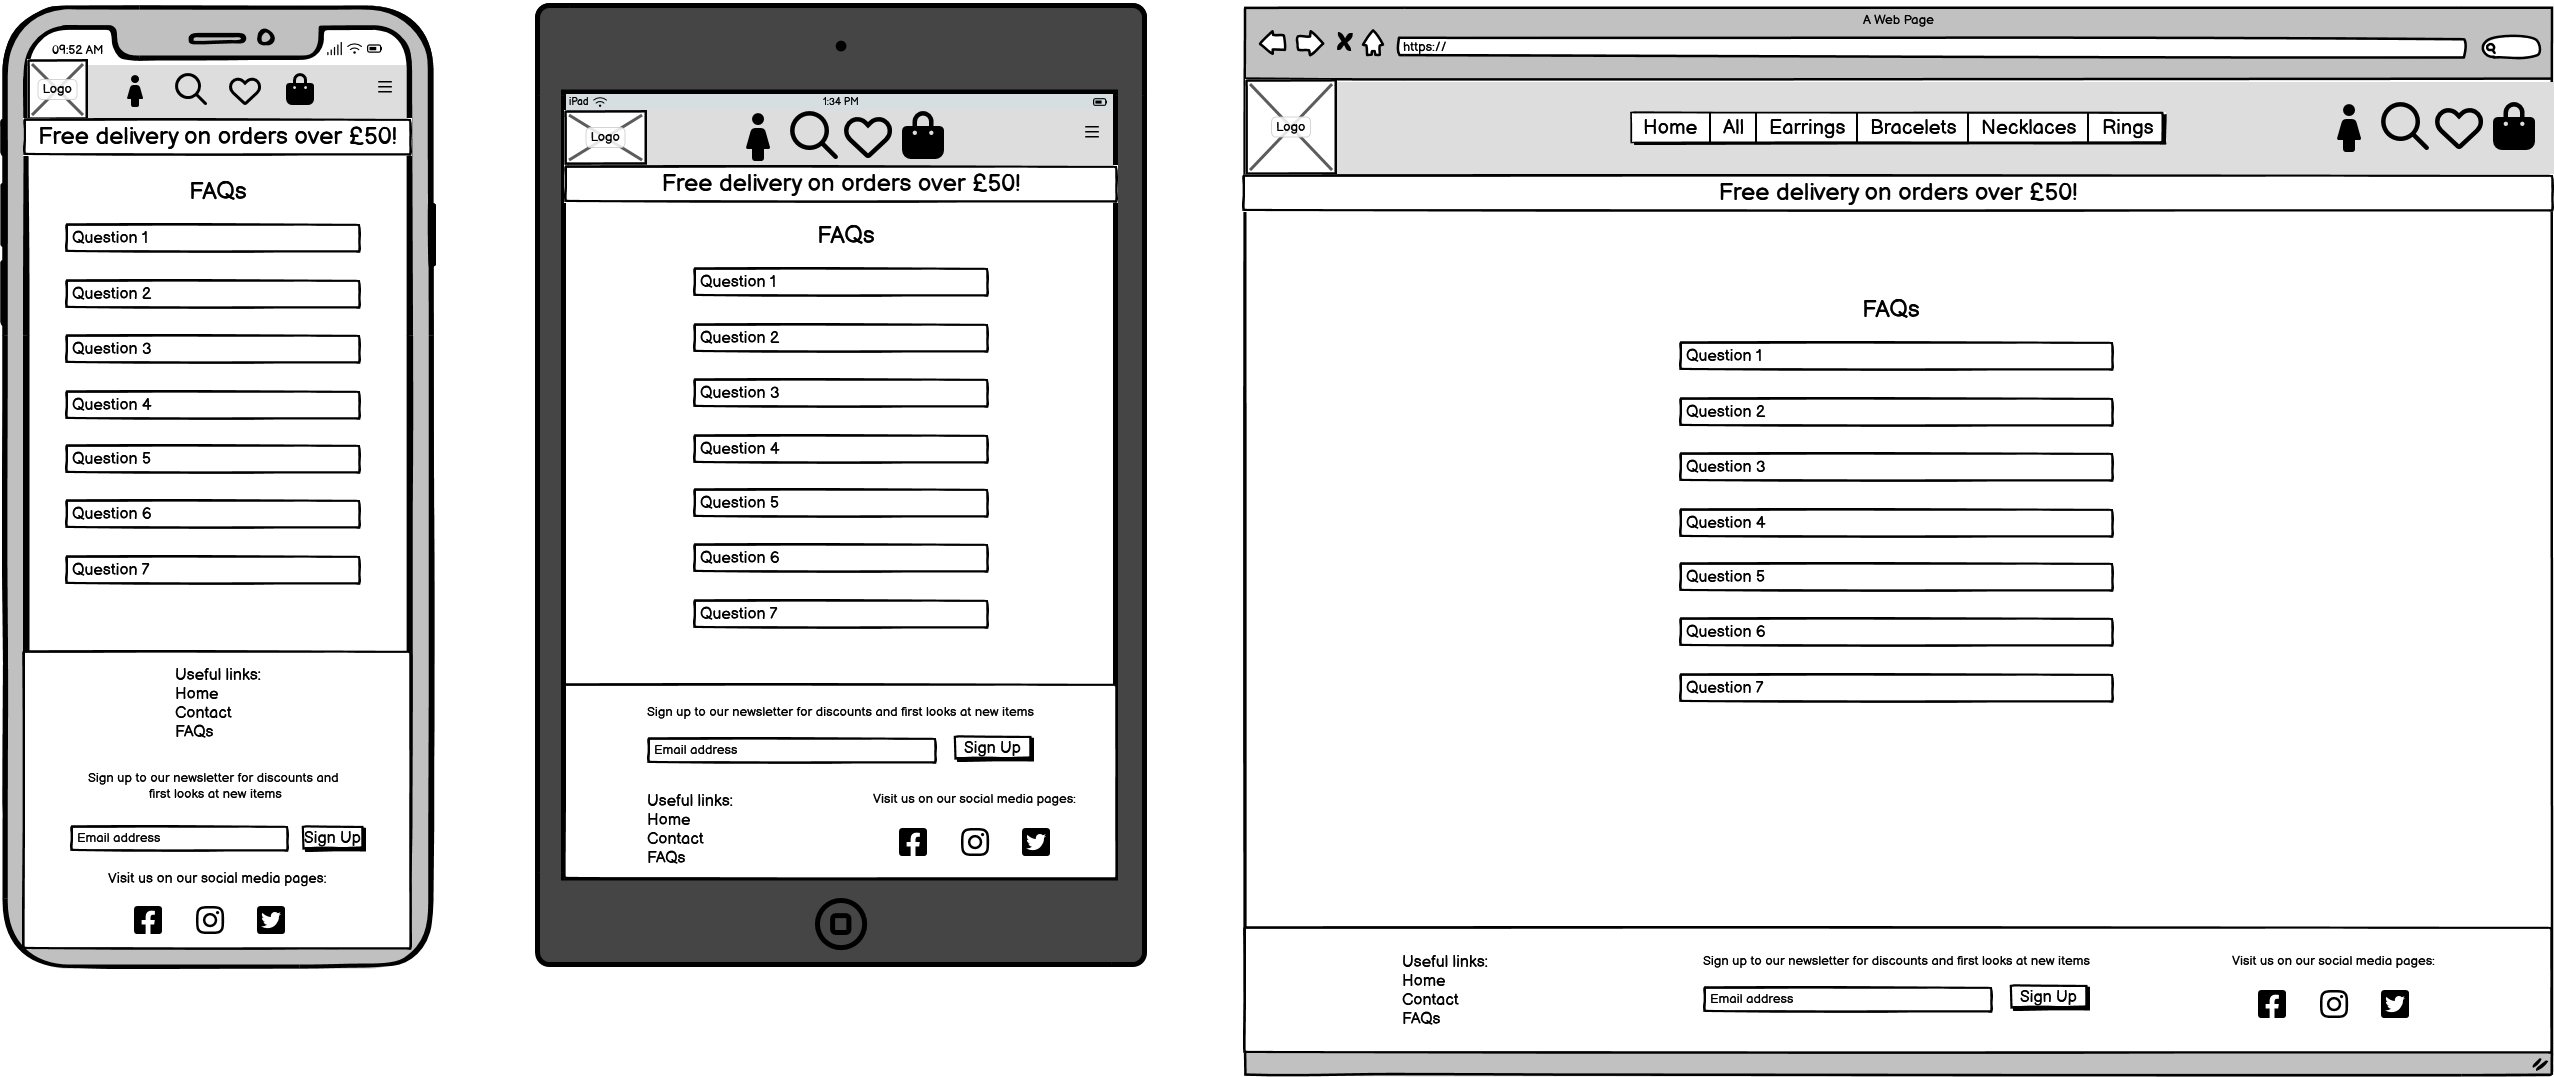 09:52 AM
Logo
Free delivery on orders over £50!
FAQs
Question 1
Question 2
Question 3
Question 4
Question 5
Question 6
Question 7
Useful links:
Home
Contact
FAQs
Sign up to our newsletter for discounts and
first looks at new items
Email address
Sign Up
Visit us on our social media pages:
iPad
1:34 PM
Logo
Free delivery on orders over £50!
FAQs
Question 1
Question 2
Question 3
Question 4
Question 5
Question 6
Question 7
Sign up to our newsletter for discounts and first looks at new items
Email address
Sign Up
Useful links:
Home
Contact
FAQs
Visit us on our social media pages:
A Web Page
https://
Logo
Home All Earrings Bracelets Necklaces Rings
Free delivery on orders over £50!
FAQs
Question 1
Question 2
Question 3
Question 4
Question 5
Question 6
Question 7
Useful links:
Home
Contact
FAQs
Sign up to our newsletter for discounts and first looks at new items
Email address
Sign Up
Visit us on our social media pages: